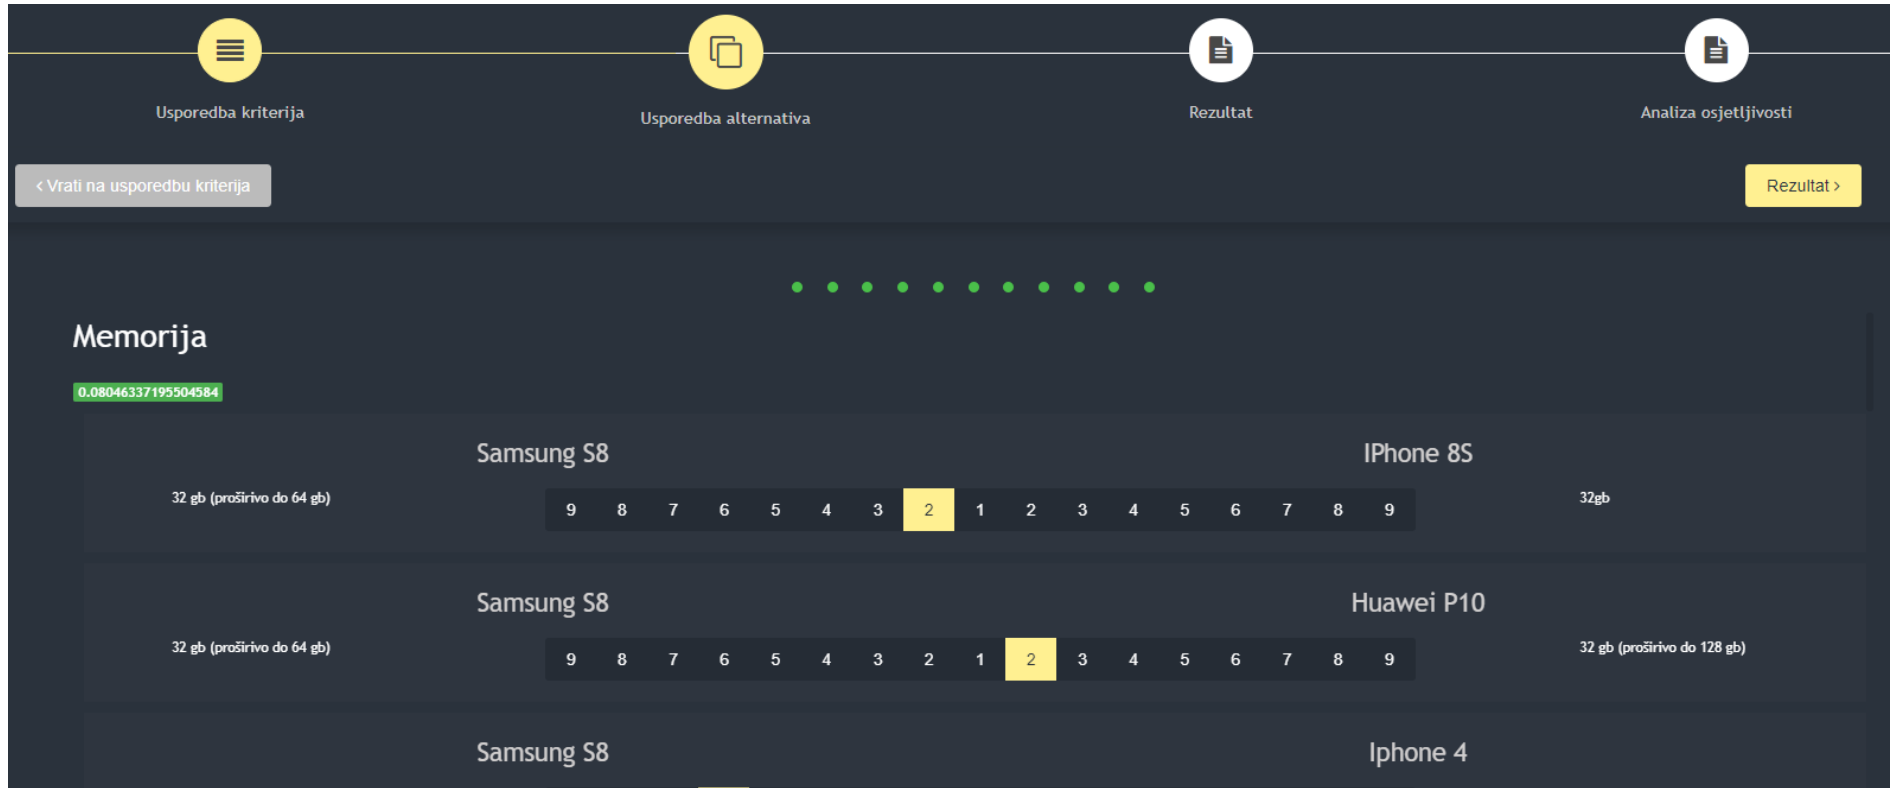 Usporedba kriterija
Usporedba alternativa
Rezultat
Analiza osjetljivosti
‹ Vrati na usporedbu kriterija
Rezultat ›
Memorija
0.08046337195504584
Samsung S8
IPhone 8S
32 gb (proširivo do 64 gb)
9 8 7 6 5 4 3 2 1 2 3 4 5 6 7 8 9
32gb
Samsung S8
Huawei P10
32 gb (proširivo do 64 gb)
9 8 7 6 5 4 3 2 1 2 3 4 5 6 7 8 9
32 gb (proširivo do 128 gb)
Samsung S8
Iphone 4